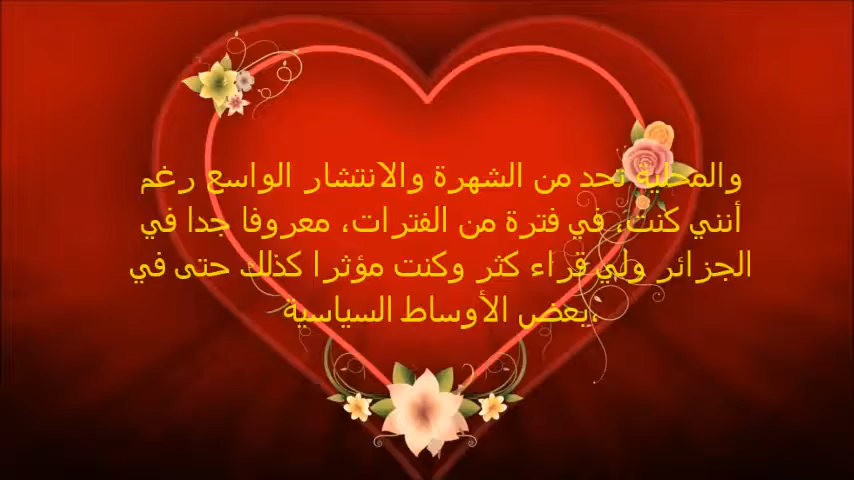 والمحلية تحد من الشهرة والانتشار الواسع رغم
أنني كنت، في فترة من الفترات، معروفا جدا في
الجزائر ولي قراء كثر وكنت مؤثرا كذلك حتى في
بعض الأوساط السياسية،